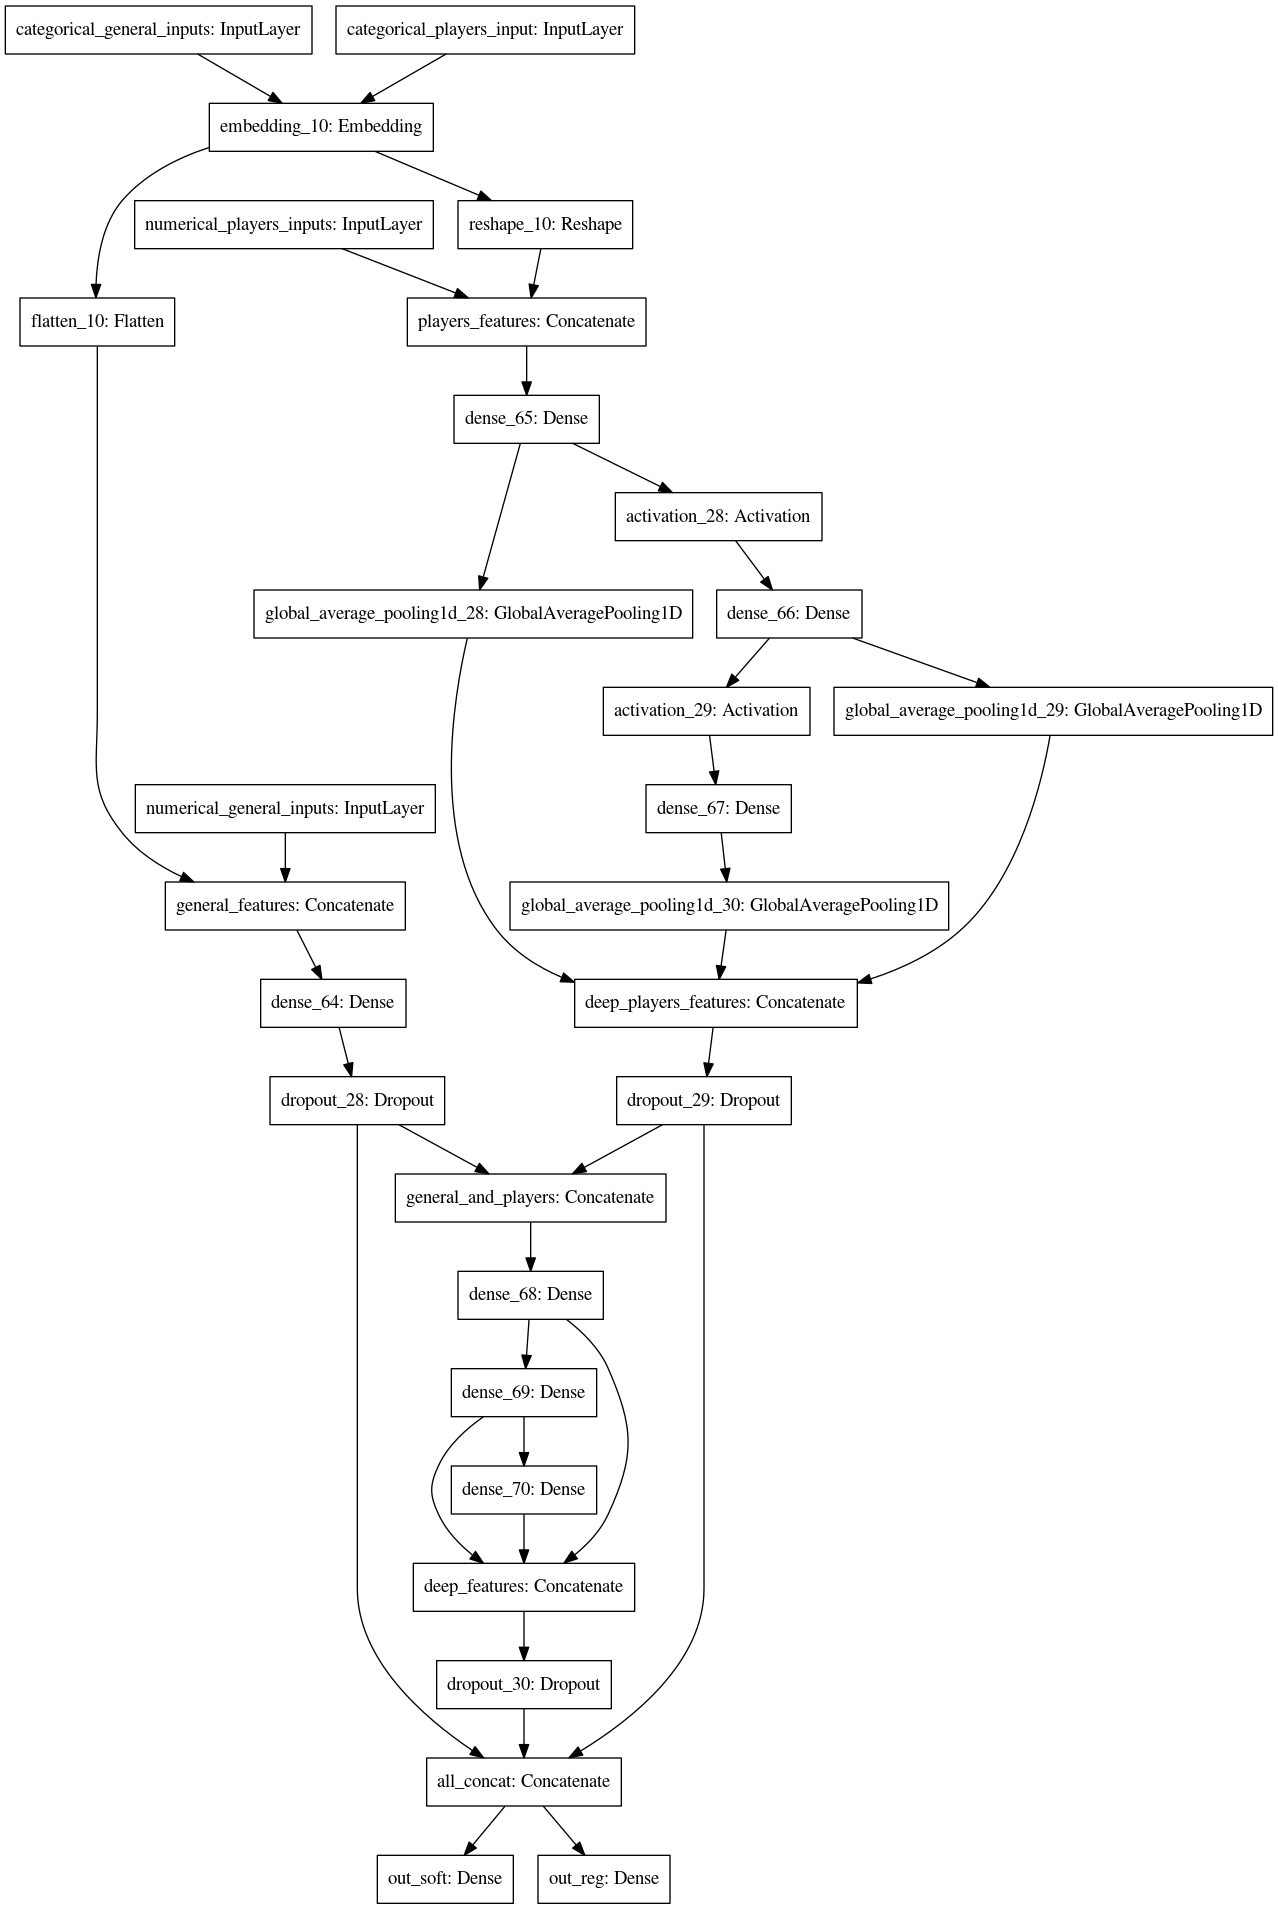 categorical_general_inputs: InputLayer
categorical_players_input: InputLayer
embedding_10: Embedding
numerical_players_inputs: InputLayer
reshape_10: Reshape
flatten_10: Flatten
players_features: Concatenate
dense_65: Dense
activation_28: Activation
global_average_pooling1d_28: GlobalAveragePooling1D
dense_66: Dense
activation_29: Activation
global_average_pooling1d_29: GlobalAveragePooling1D
numerical_general_inputs: InputLayer
dense_67: Dense
general_features: Concatenate
global_average_pooling1d_30: GlobalAveragePooling1D
dense_64: Dense
deep_players_features: Concatenate
dropout_28: Dropout
dropout_29: Dropout
general_and_players: Concatenate
dense_68: Dense
dense_69: Dense
dense_70: Dense
deep_features: Concatenate
dropout_30: Dropout
all_concat: Concatenate
out_soft: Dense
out_reg: Dense